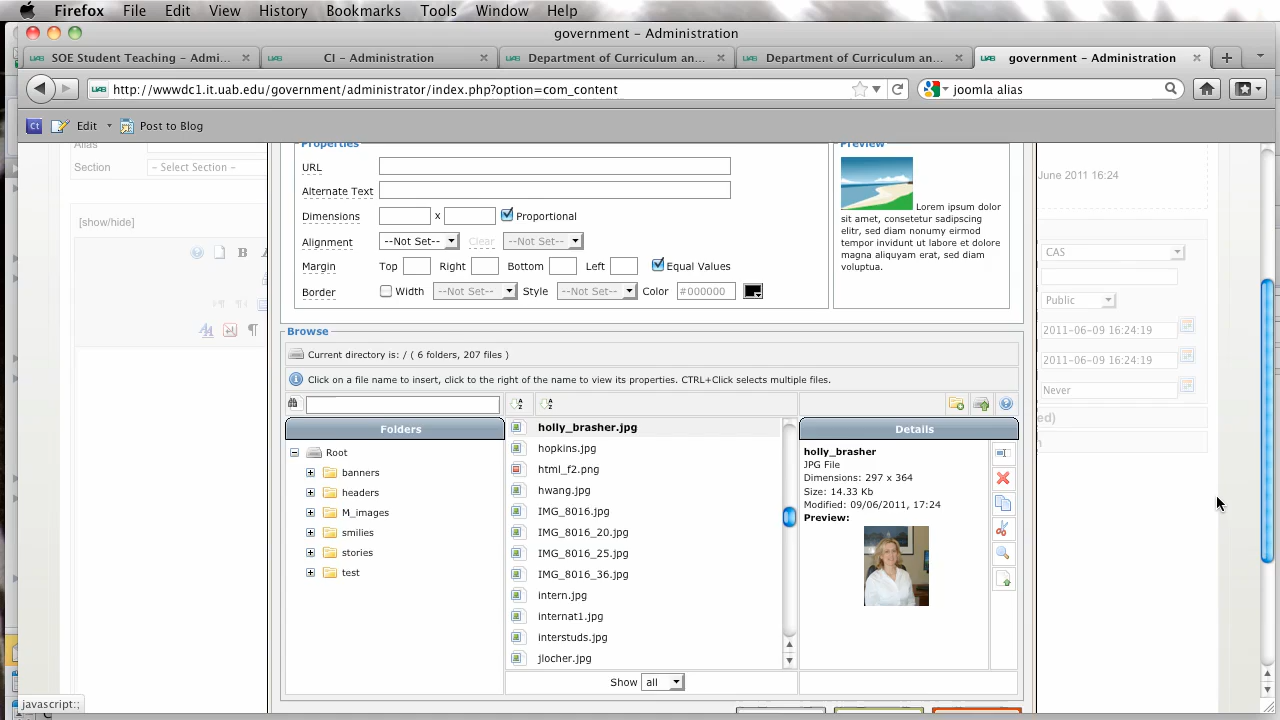 Firefox File Edit View History Bookmarks Tools Window Help
government – Administration
SOE Student Teaching – Admi... CI – Administration Department of Curriculum an... Department of Curriculum an... government – Administration
http://wwwdc1.it.uab.edu/government/administrator/index.php?option=com_content joomla alias
Edit Post to Blog
Alias
Section – Select Section –
[show/hide]
Properties
URL
Alternate Text
Dimensions x Proportional
Alignment --Not Set-- Clear --Not Set--
Margin Top Right Bottom Left Equal Values
Border Width --Not Set-- Style --Not Set-- Color #000000
Preview
Lorem ipsum dolor
sit amet, consetetur sadipscing
elitr, sed diam nonumy eirmod
tempor invidunt ut labore et dolore
magna aliquyam erat, sed diam
voluptua.
June 2011 16:24
CAS
Public
2011-06-09 16:24:19
2011-06-09 16:24:19
Never
ed)
Browse
Current directory is: / ( 6 folders, 207 files )
Click on a file name to insert, click to the right of the name to view its properties. CTRL+Click selects multiple files.
Folders
Root
banners
headers
M_images
smilies
stories
test
holly_brasher.jpg
hopkins.jpg
html_f2.png
hwang.jpg
IMG_8016.jpg
IMG_8016_20.jpg
IMG_8016_25.jpg
IMG_8016_36.jpg
intern.jpg
internat1.jpg
interstuds.jpg
jlocher.jpg
Show all
Details
holly_brasher
JPG File
Dimensions: 297 x 364
Size: 14.33 Kb
Modified: 09/06/2011, 17:24
Preview:
javascript:;